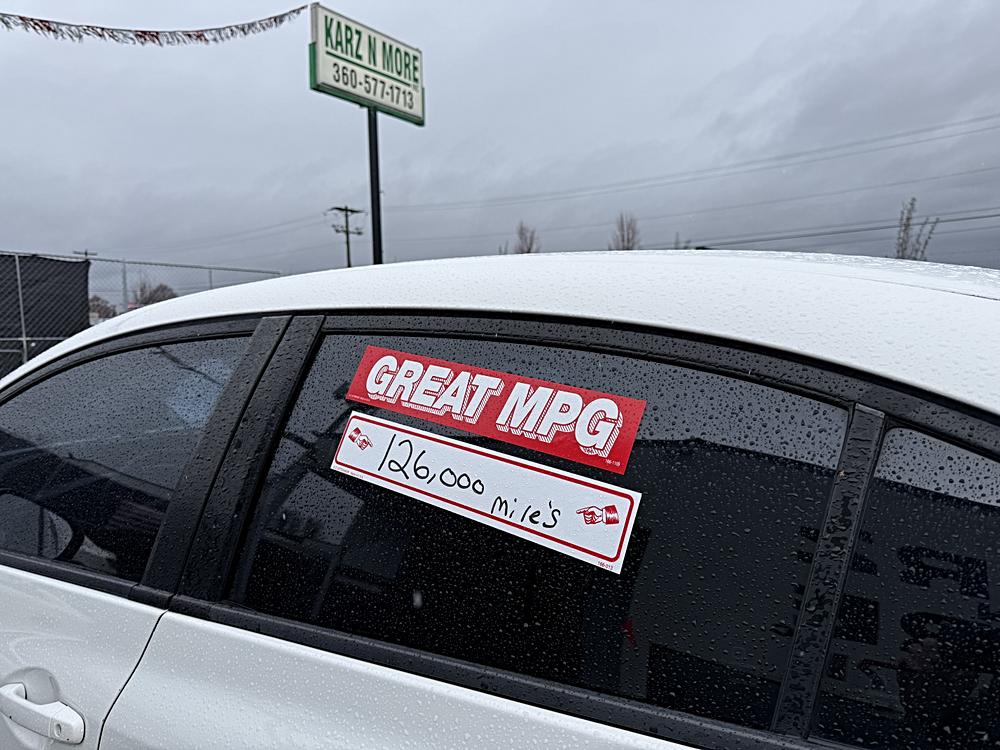 KARZ N MORE
360-577-1713
GREAT MPG
126,000 mile's